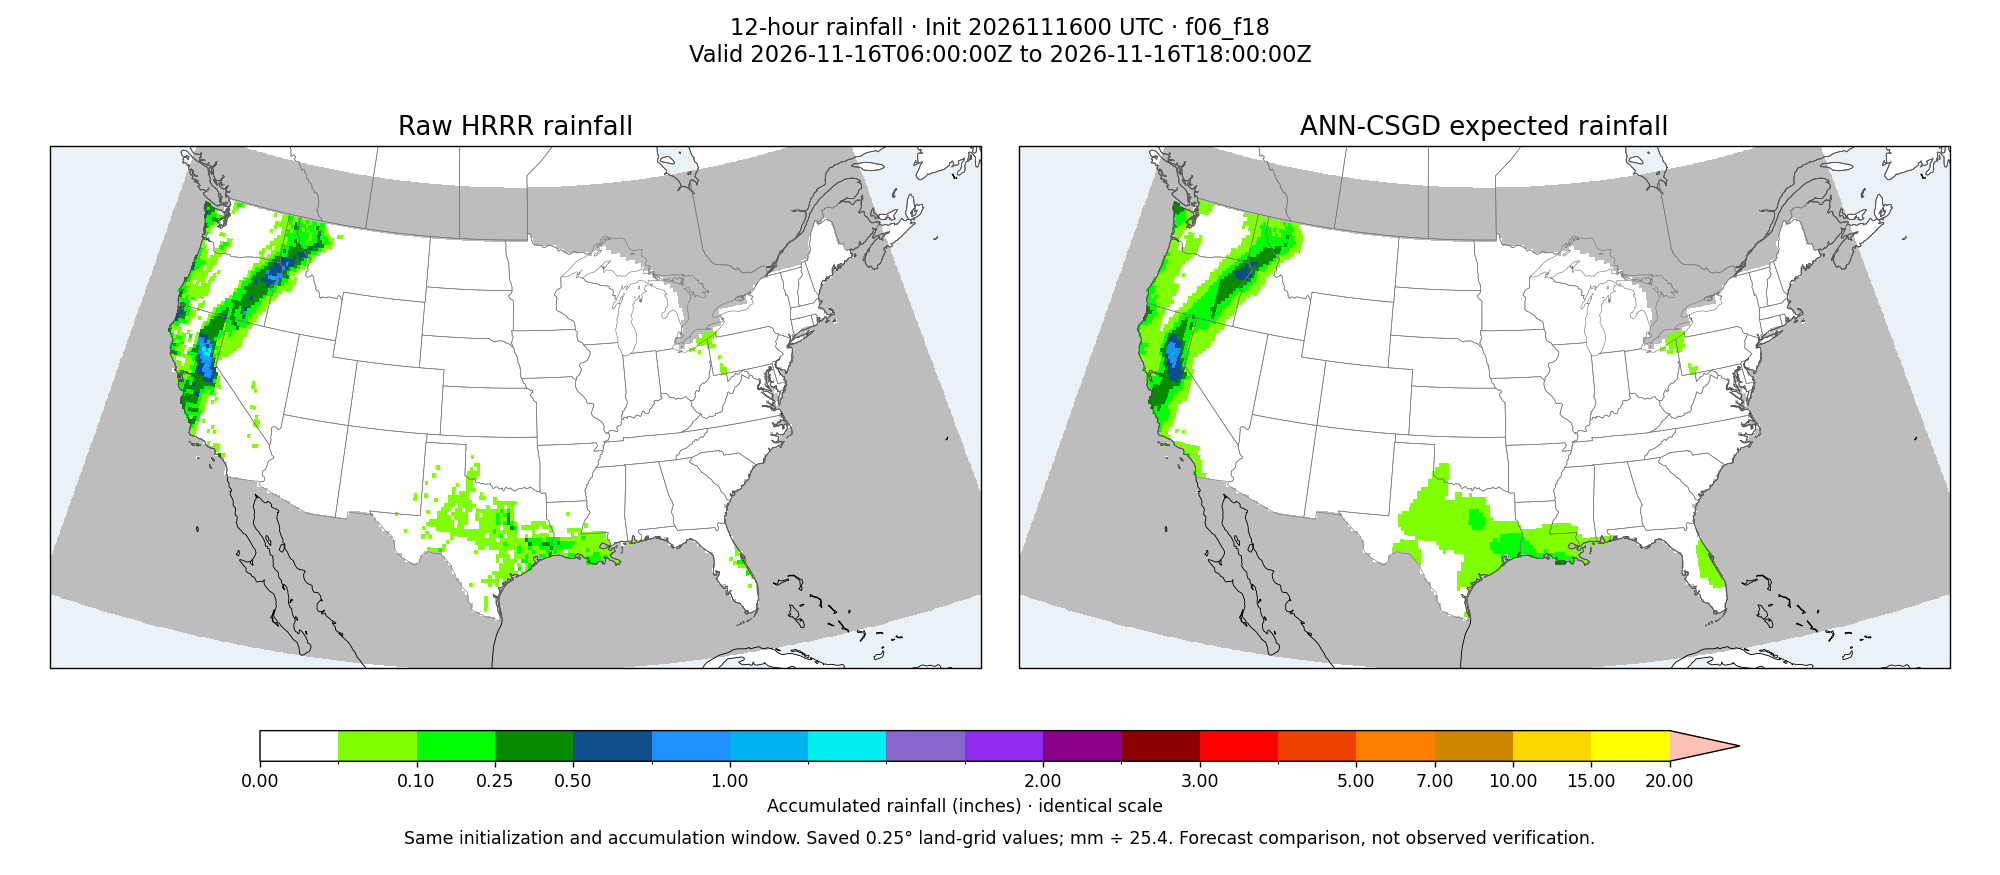 12-hour rainfall · Init 2026111600 UTC · f06_f18
Valid 2026-11-16T06:00:00Z to 2026-11-16T18:00:00Z
Raw HRRR rainfall
ANN-CSGD expected rainfall
0.00 0.10 0.25 0.50 1.00 2.00 3.00 5.00 7.00 10.00 15.00 20.00
Accumulated rainfall (inches) · identical scale
Same initialization and accumulation window. Saved 0.25° land-grid values; mm ÷ 25.4. Forecast comparison, not observed verification.